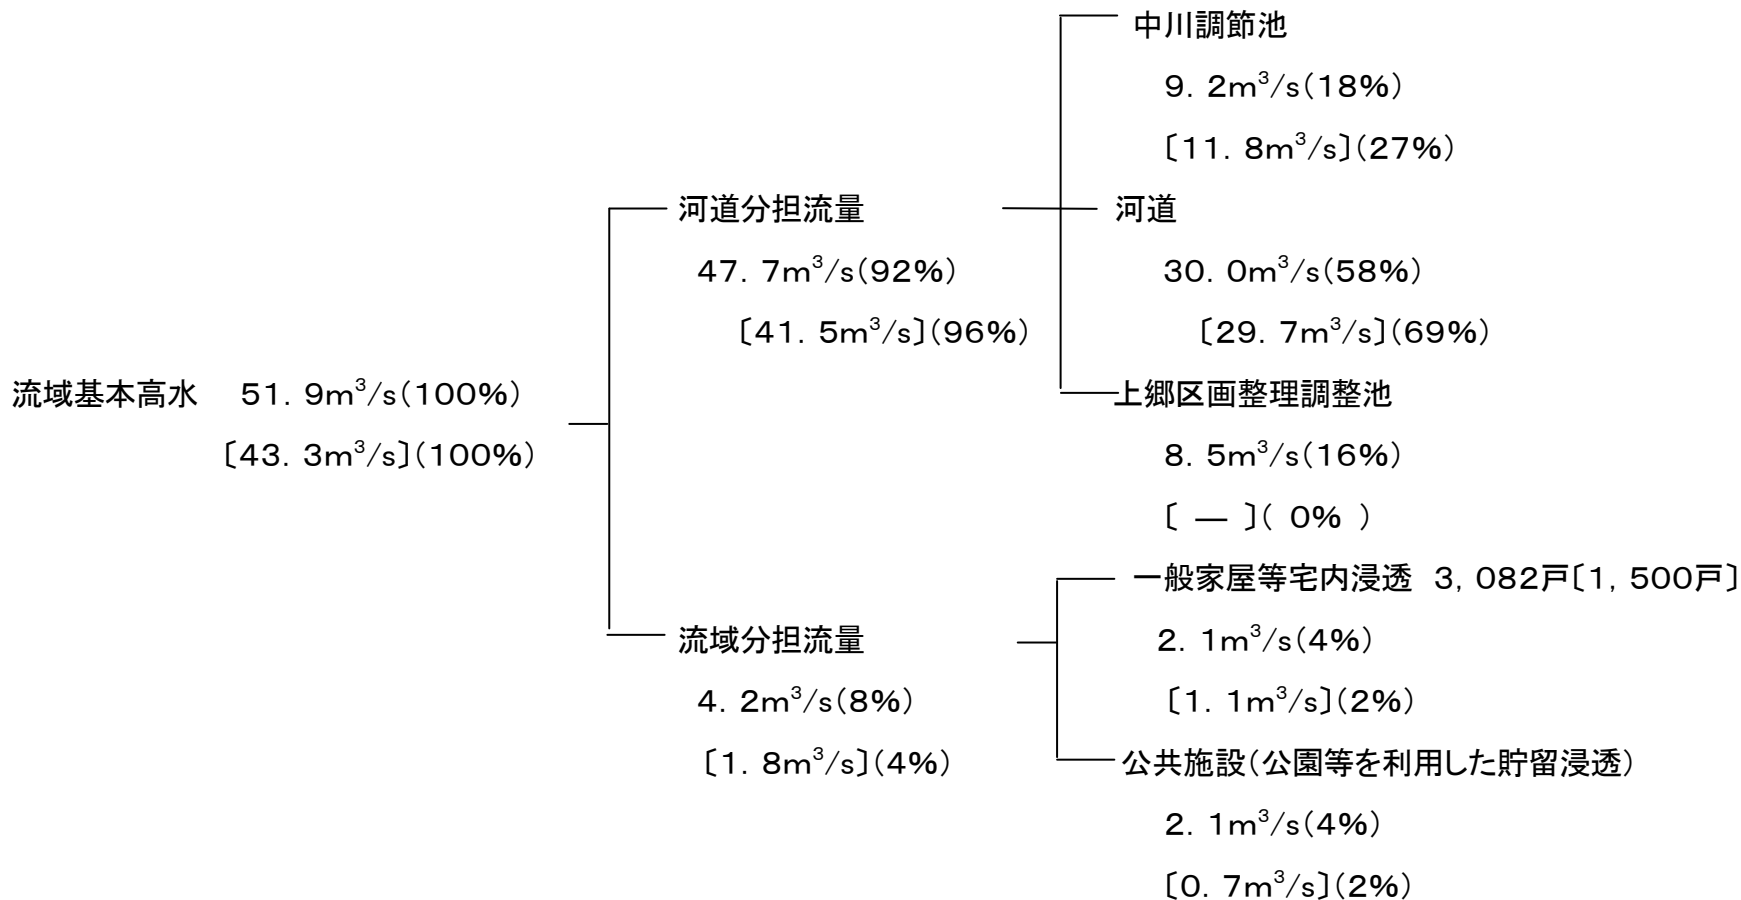 中川調節池
9．2m³/s（18%）
〔11．8m³/s〕（27%）
河道分担流量
47．7m³/s（92%）
〔41．5m³/s〕（96%）
河道
30．0m³/s（58%）
〔29．7m³/s〕（69%）
流域基本高水　51．9m³/s（100%）
〔43．3m³/s〕（100%）
上郷区画整理調整池
8．5m³/s（16%）
〔 ― 〕（ 0% ）
流域分担流量
4．2m³/s（8%）
〔1．8m³/s〕（4%）
一般家屋等宅内浸透　3，082戸〔1，500戸〕
2．1m³/s（4%）
〔1．1m³/s〕（2%）
公共施設（公園等を利用した貯留浸透）
2．1m³/s（4%）
〔0．7m³/s〕（2%）